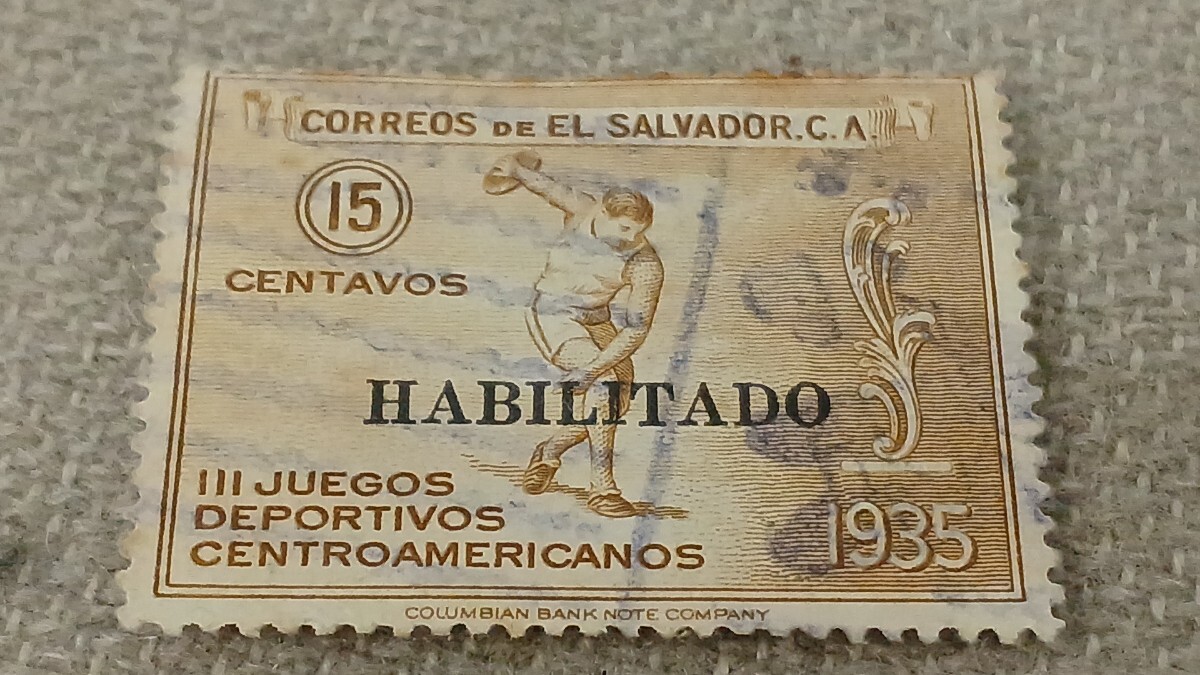 CORREOS DE EL SALVADOR.C.A.
15
CENTAVOS
HABILITADO
III JUEGOS
DEPORTIVOS
CENTROAMERICANOS
1935
COLUMBIAN BANK NOTE COMPANY